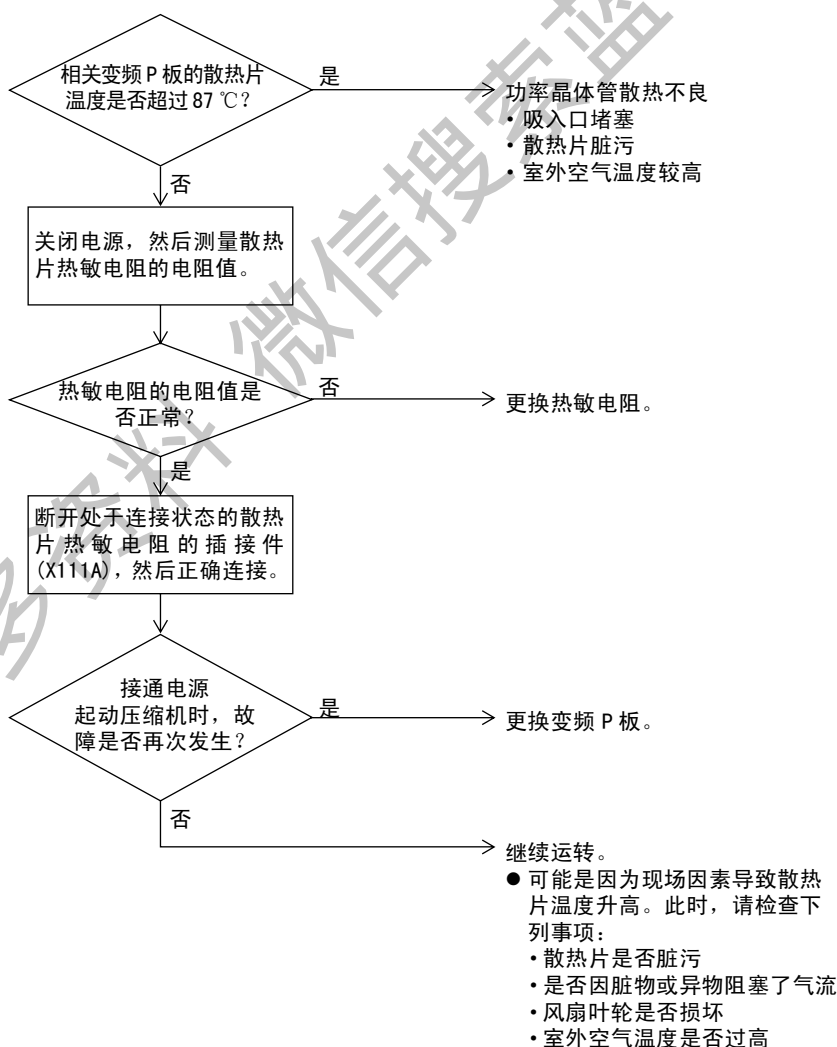 相关变频 P 板的散热片
温度是否超过 87 ℃？
是
功率晶体管散热不良
·吸入口堵塞
·散热片脏污
·室外空气温度较高
否
关闭电源，然后测量散热
片热敏电阻的电阻值。
热敏电阻的电阻值是
否正常？
否
更换热敏电阻。
是
断开处于连接状态的散热
片热敏电阻的插接件
(X111A)，然后正确连接。
接通电源
起动压缩机时，故
障是否再次发生？
是
更换变频 P 板。
否
继续运转。
● 可能是因为现场因素导致散热
片温度升高。此时，请检查下
列事项：
·散热片是否脏污
·是否因脏物或异物阻塞了气流
·风扇叶轮是否损坏
·室外空气温度是否过高
多资料 微信搜索蓝